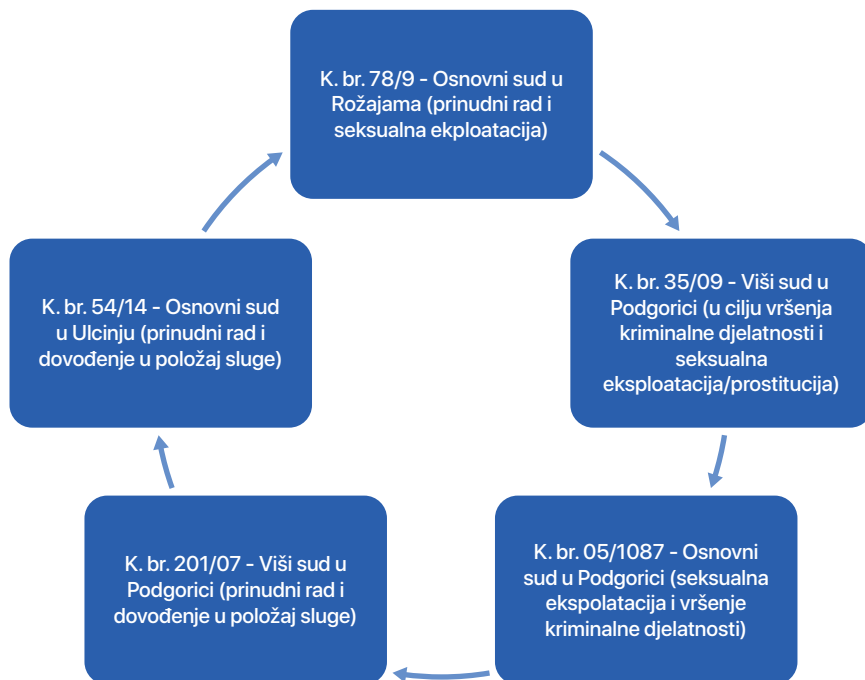 K. br. 78/9 - Osnovni sud u
Rožajama (prinudni rad i
seksualna ekploatacija)
K. br. 35/09 - Viši sud u
Podgorici (u cilju vršenja
kriminalne djelatnosti i
seksualna
eksploatacija/prostitucija)
K. br. 05/1087 - Osnovni
sud u Podgorici (seksualna
ekspolatacija i vršenje
kriminalne djelatnosti)
K. br. 201/07 - Viši sud u
Podgorici (prinudni rad i
dovođenje u položaj sluge)
K. br. 54/14 - Osnovni sud
u Ulcinju (prinudni rad i
dovođenje u položaj sluge)